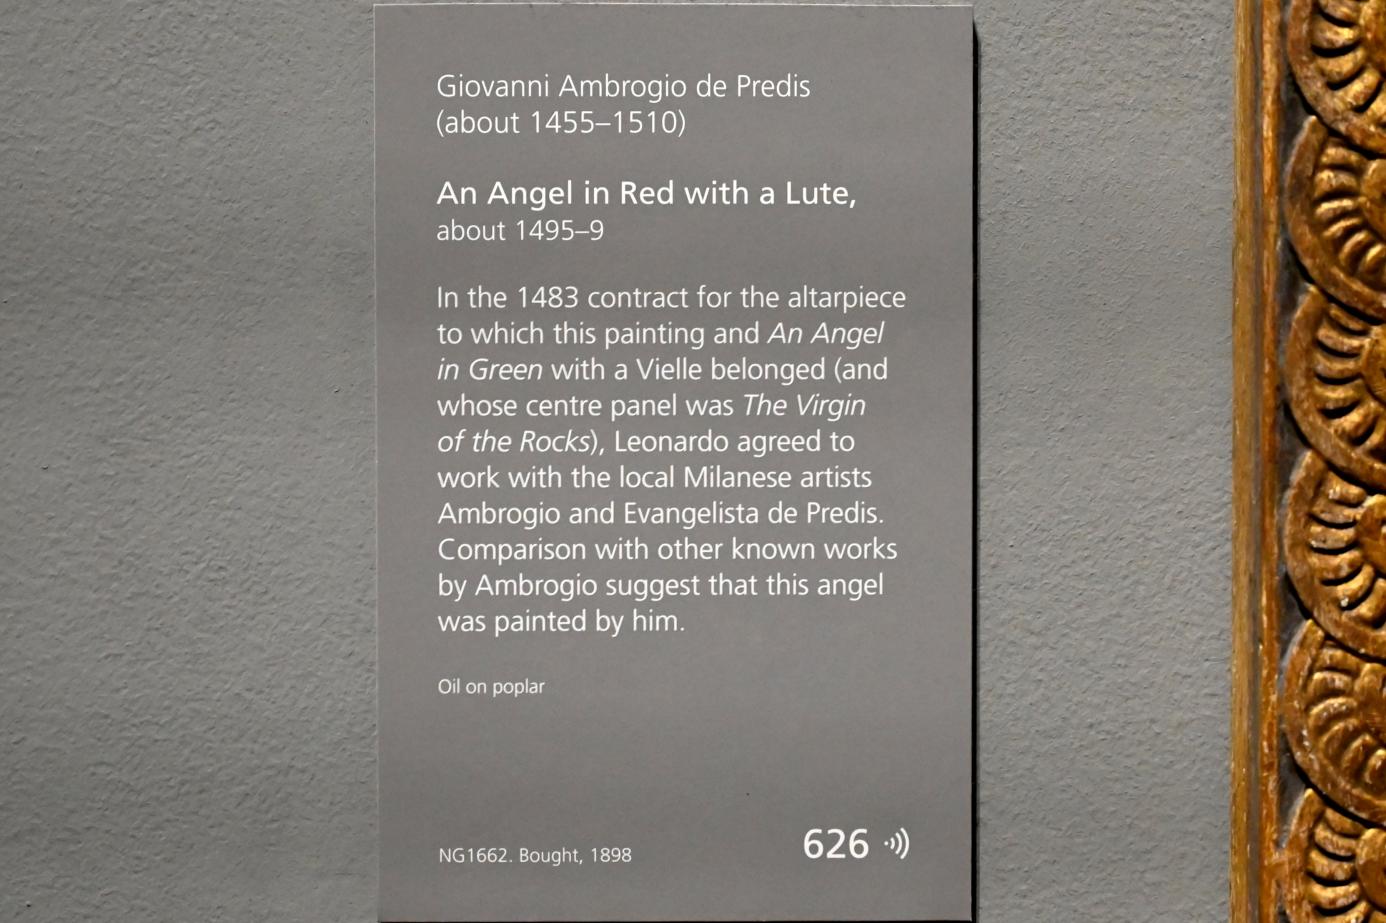 Giovanni Ambrogio de Predis
(about 1455–1510)
An Angel in Red with a Lute,
about 1495–9
In the 1483 contract for the altarpiece
to which this painting and An Angel
in Green with a Vielle belonged (and
whose centre panel was The Virgin
of the Rocks), Leonardo agreed to
work with the local Milanese artists
Ambrogio and Evangelista de Predis.
Comparison with other known works
by Ambrogio suggest that this angel
was painted by him.
Oil on poplar
NG1662. Bought, 1898
626